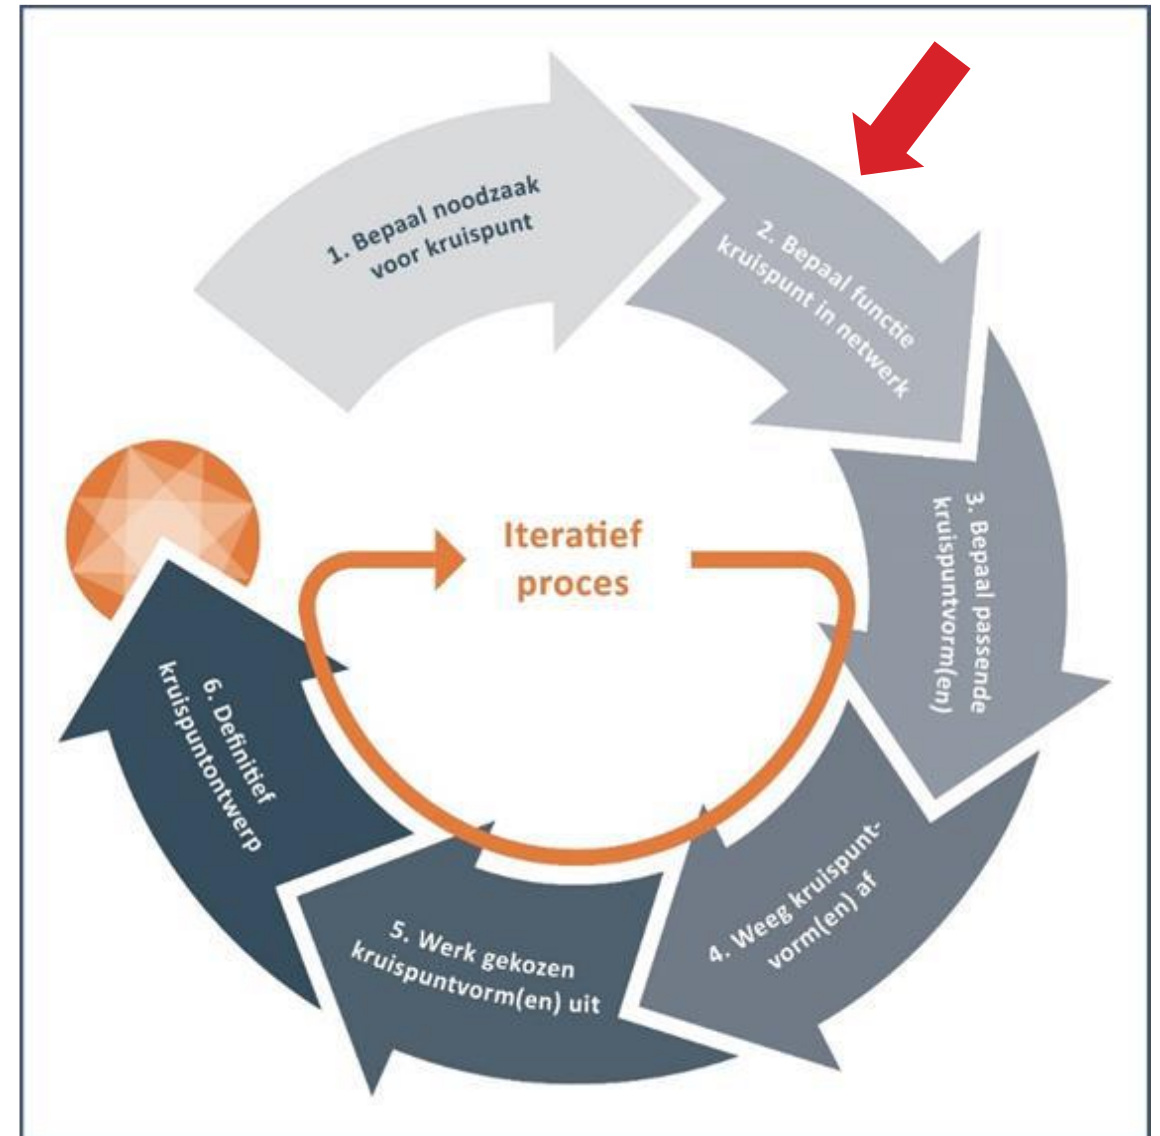 1. Bepaal noodzaak
voor kruispunt
2. Bepaal functie
kruispunt in netwerk
3. Bepaal passende
kruispuntvorm(en)
4. Weeg kruispunt-
vorm(en) af
5. Werk gekozen
kruispuntvorm(en) uit
6. Definitief
kruispuntontwerp
Iteratief
proces